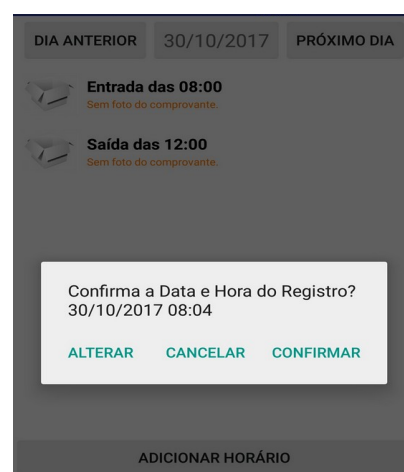 DIA ANTERIOR 30/10/2017 PRÓXIMO DIA
Entrada das 08:00
Sem foto do comprovante.
Saída das 12:00
Sem foto do comprovante.
Confirma a Data e Hora do Registro?
30/10/2017 08:04
ALTERAR CANCELAR CONFIRMAR
ADICIONAR HORÁRIO